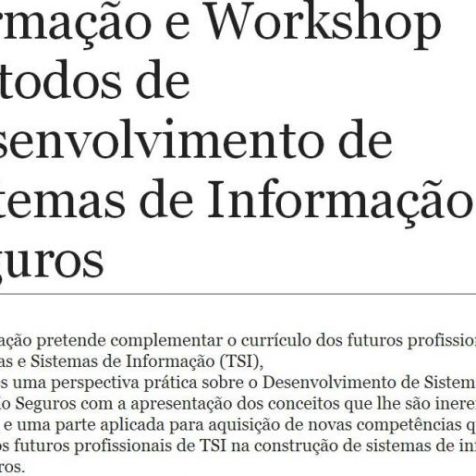 rmação e Workshop
todos de
senvolvimento de
temas de Informação
guros
ação pretende complementar o currículo dos futuros profissio
as e Sistemas de Informação (TSI),
s uma perspectiva prática sobre o Desenvolvimento de Sistem
o Seguros com a apresentação dos conceitos que lhe são inere
e uma parte aplicada para aquisição de novas competências q
os futuros profissionais de TSI na construção de sistemas de in
ros.